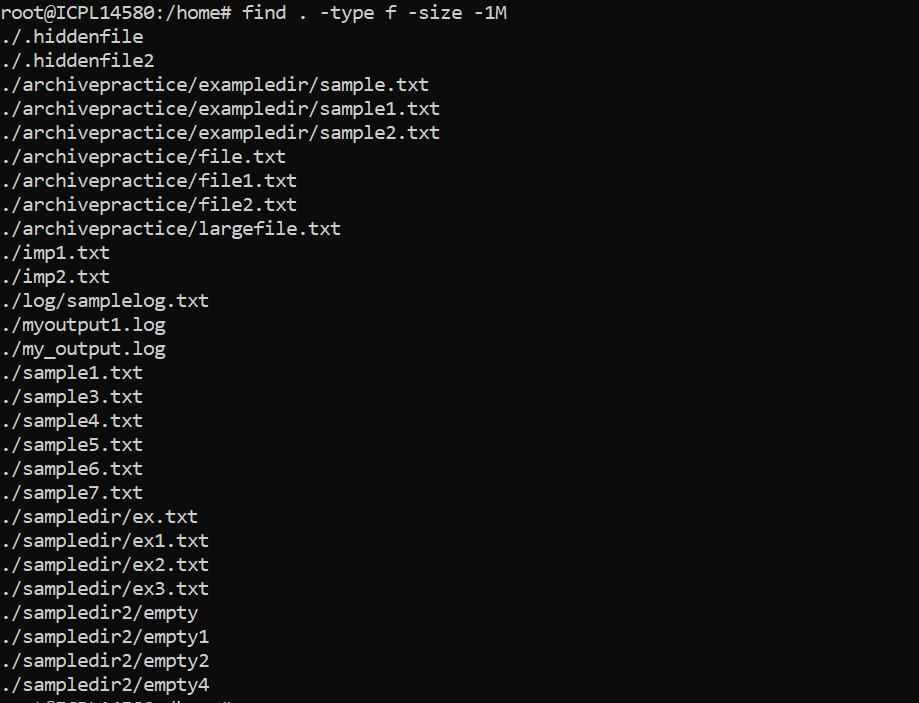 root@ICPL14580:/home# find . -type f -size -1M
./.hiddenfile
./.hiddenfile2
./archivepractice/exampledir/sample.txt
./archivepractice/exampledir/sample1.txt
./archivepractice/exampledir/sample2.txt
./archivepractice/file.txt
./archivepractice/file1.txt
./archivepractice/file2.txt
./archivepractice/largefile.txt
./imp1.txt
./imp2.txt
./log/samplelog.txt
./myoutput1.log
./my_output.log
./sample1.txt
./sample3.txt
./sample4.txt
./sample5.txt
./sample6.txt
./sample7.txt
./sampledir/ex.txt
./sampledir/ex1.txt
./sampledir/ex2.txt
./sampledir/ex3.txt
./sampledir2/empty
./sampledir2/empty1
./sampledir2/empty2
./sampledir2/empty4